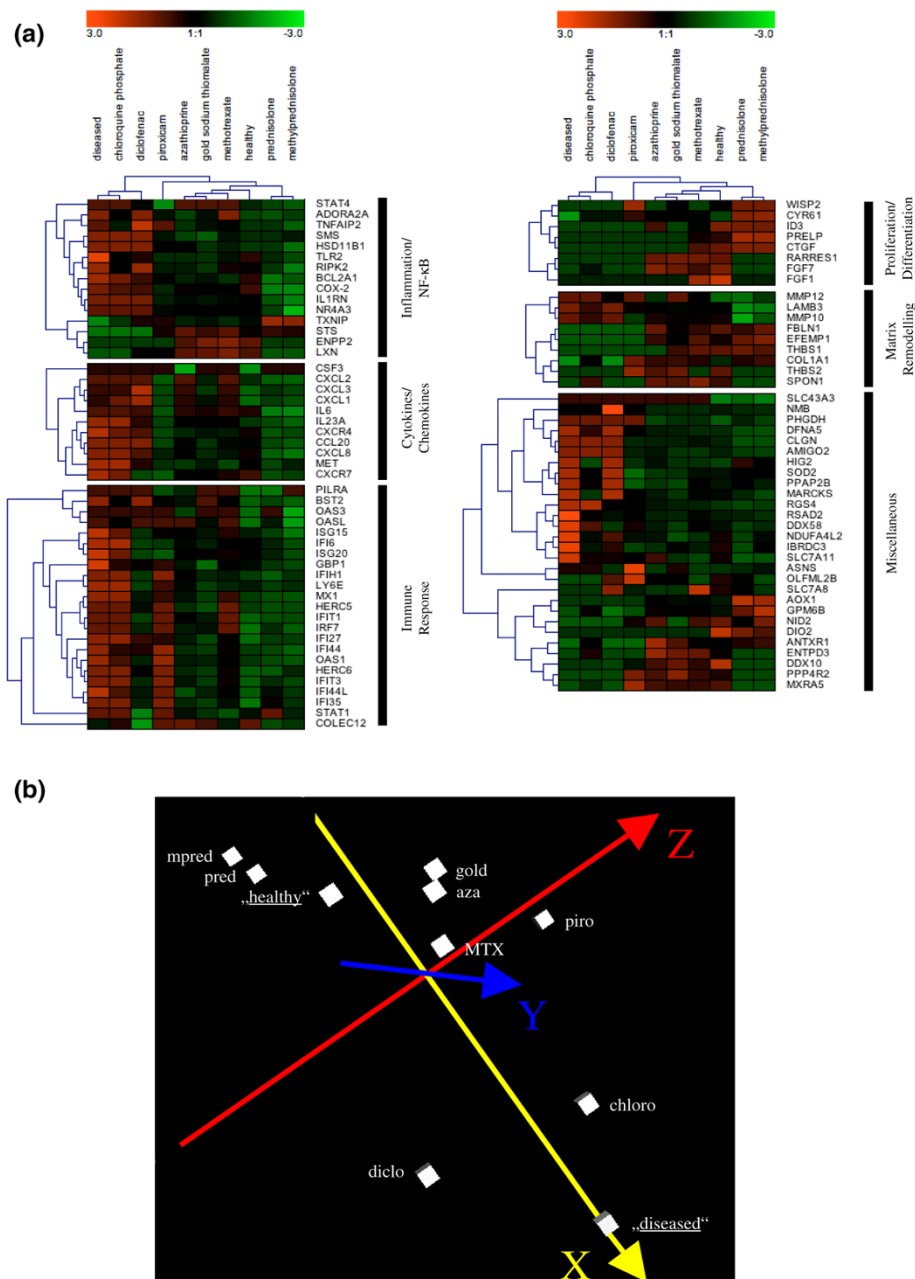 (a)
3.0 1:1 -3.0
diseased
chloroquine phosphate
diclofenac
piroxicam
azathioprine
gold sodium thiomalate
methotrexate
healthy
prednisolone
methylprednisolone
STAT4
ADORA2A
TNFAIP2
SMS
HSD11B1
TLR2
RIPK2
BCL2A1
COX-2
IL1RN
NR4A3
TXNIP
STS
ENPP2
LXN
Inflammation/
NF-κB
CSF3
CXCL2
CXCL3
CXCL1
IL6
IL23A
CXCR4
CCL20
CXCL8
MET
CXCR7
Cytokines/
Chemokines
PILRA
BST2
OAS3
OASL
ISG15
IFI6
ISG20
GBP1
IFIH1
LY6E
MX1
HERC5
IFIT1
IRF7
IFI27
IFI44
OAS1
HERC6
IFIT3
IFI44L
IFI35
STAT1
COLEC12
Immune
Response
3.0 1:1 -3.0
diseased
chloroquine phosphate
diclofenac
piroxicam
azathioprine
gold sodium thiomalate
methotrexate
healthy
prednisolone
methylprednisolone
WISP2
CYR61
ID3
PRELP
CTGF
RARRES1
FGF7
FGF1
Proliferation/
Differentiation
MMP12
LAMB3
MMP10
FBLN1
EFEMP1
THBS1
COL1A1
THBS2
SPON1
Matrix
Remodelling
SLC43A3
NMB
PHGDH
DFNA5
CLGN
AMIGO2
HIG2
SOD2
PPAP2B
MARCKS
RGS4
RSAD2
DDX58
NDUFA4L2
IBRDC3
SLC7A11
ASNS
OLFML2B
SLC7A8
AOX1
GPM6B
NID2
DIO2
ANTXR1
ENTPD3
DDX10
PPP4R2
MXRA5
Miscellaneous
(b)
mpred
pred
„healthy“
gold
aza
piro
MTX
Z
Y
chloro
diclo
„diseased“
X